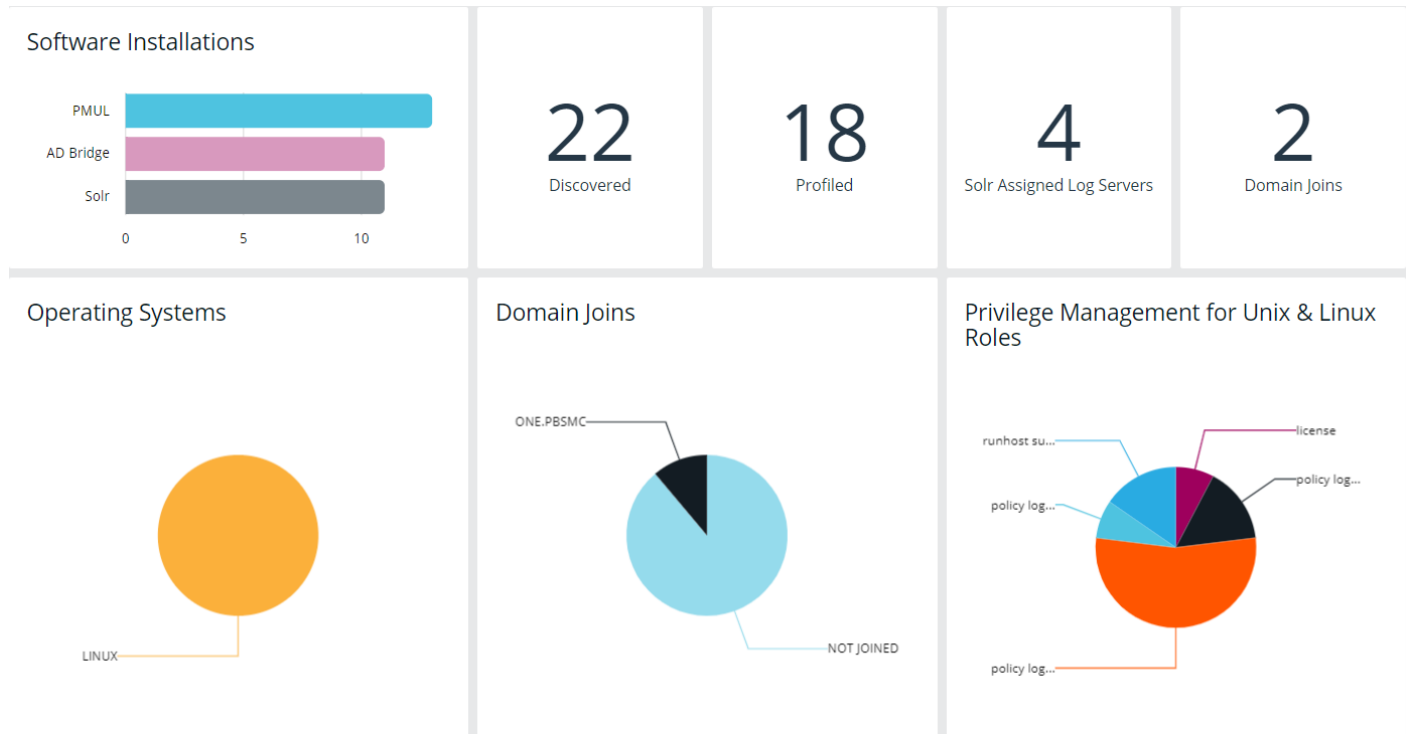 Software Installations
PMUL
AD Bridge
Solr
0 5 10
22
Discovered
18
Profiled
4
Solr Assigned Log Servers
2
Domain Joins
Operating Systems
LINUX
Domain Joins
ONE.PBSMC
NOT JOINED
Privilege Management for Unix & Linux
Roles
runhost su...
license
policy log...
policy log...
policy log...